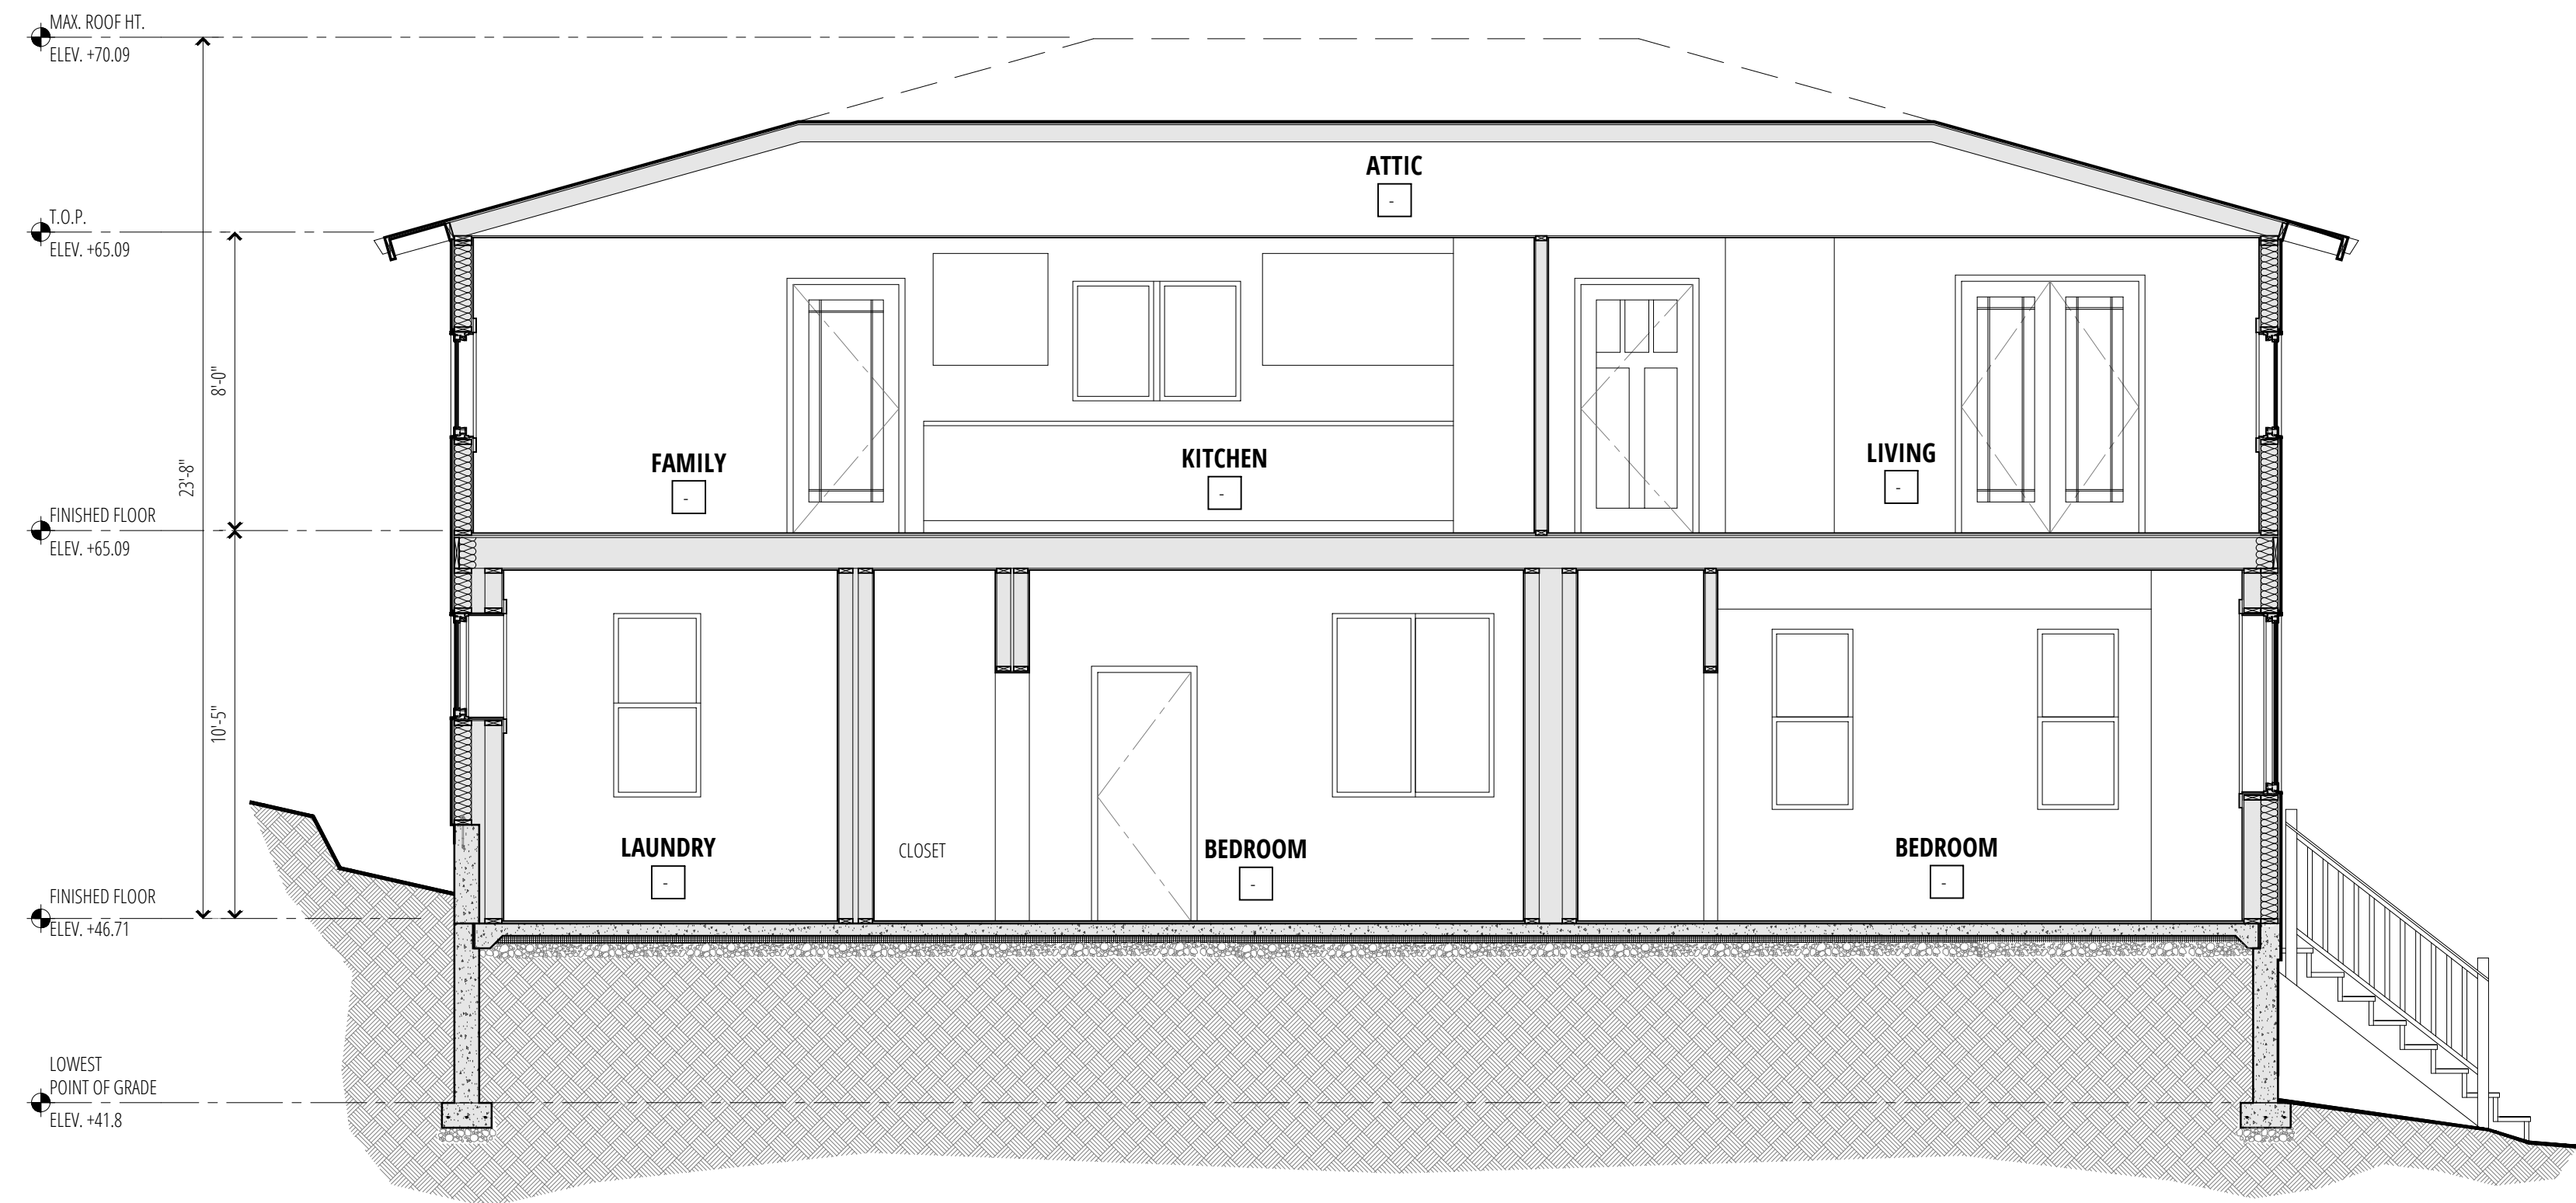 MAX. ROOF HT.
ELEV. +70.09
ATTIC
-
T.O.P.
ELEV. +65.09
8'-0"
23'-8"
FAMILY
-
KITCHEN
-
LIVING
-
FINISHED FLOOR
ELEV. +65.09
10'-5"
LAUNDRY
-
CLOSET
BEDROOM
-
BEDROOM
-
FINISHED FLOOR
ELEV. +46.71
LOWEST
POINT OF GRADE
ELEV. +41.8